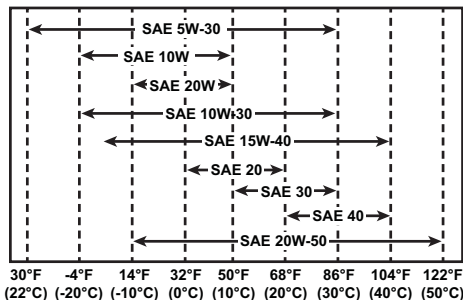 SAE 5W-30
SAE 10W
SAE 20W
SAE 10W-30
SAE 15W-40
SAE 20
SAE 30
SAE 40
SAE 20W-50
30°F -4°F 14°F 32°F 50°F 68°F 86°F 104°F 122°F
(22°C) (-20°C) (-10°C) (0°C) (10°C) (20°C) (30°C) (40°C) (50°C)